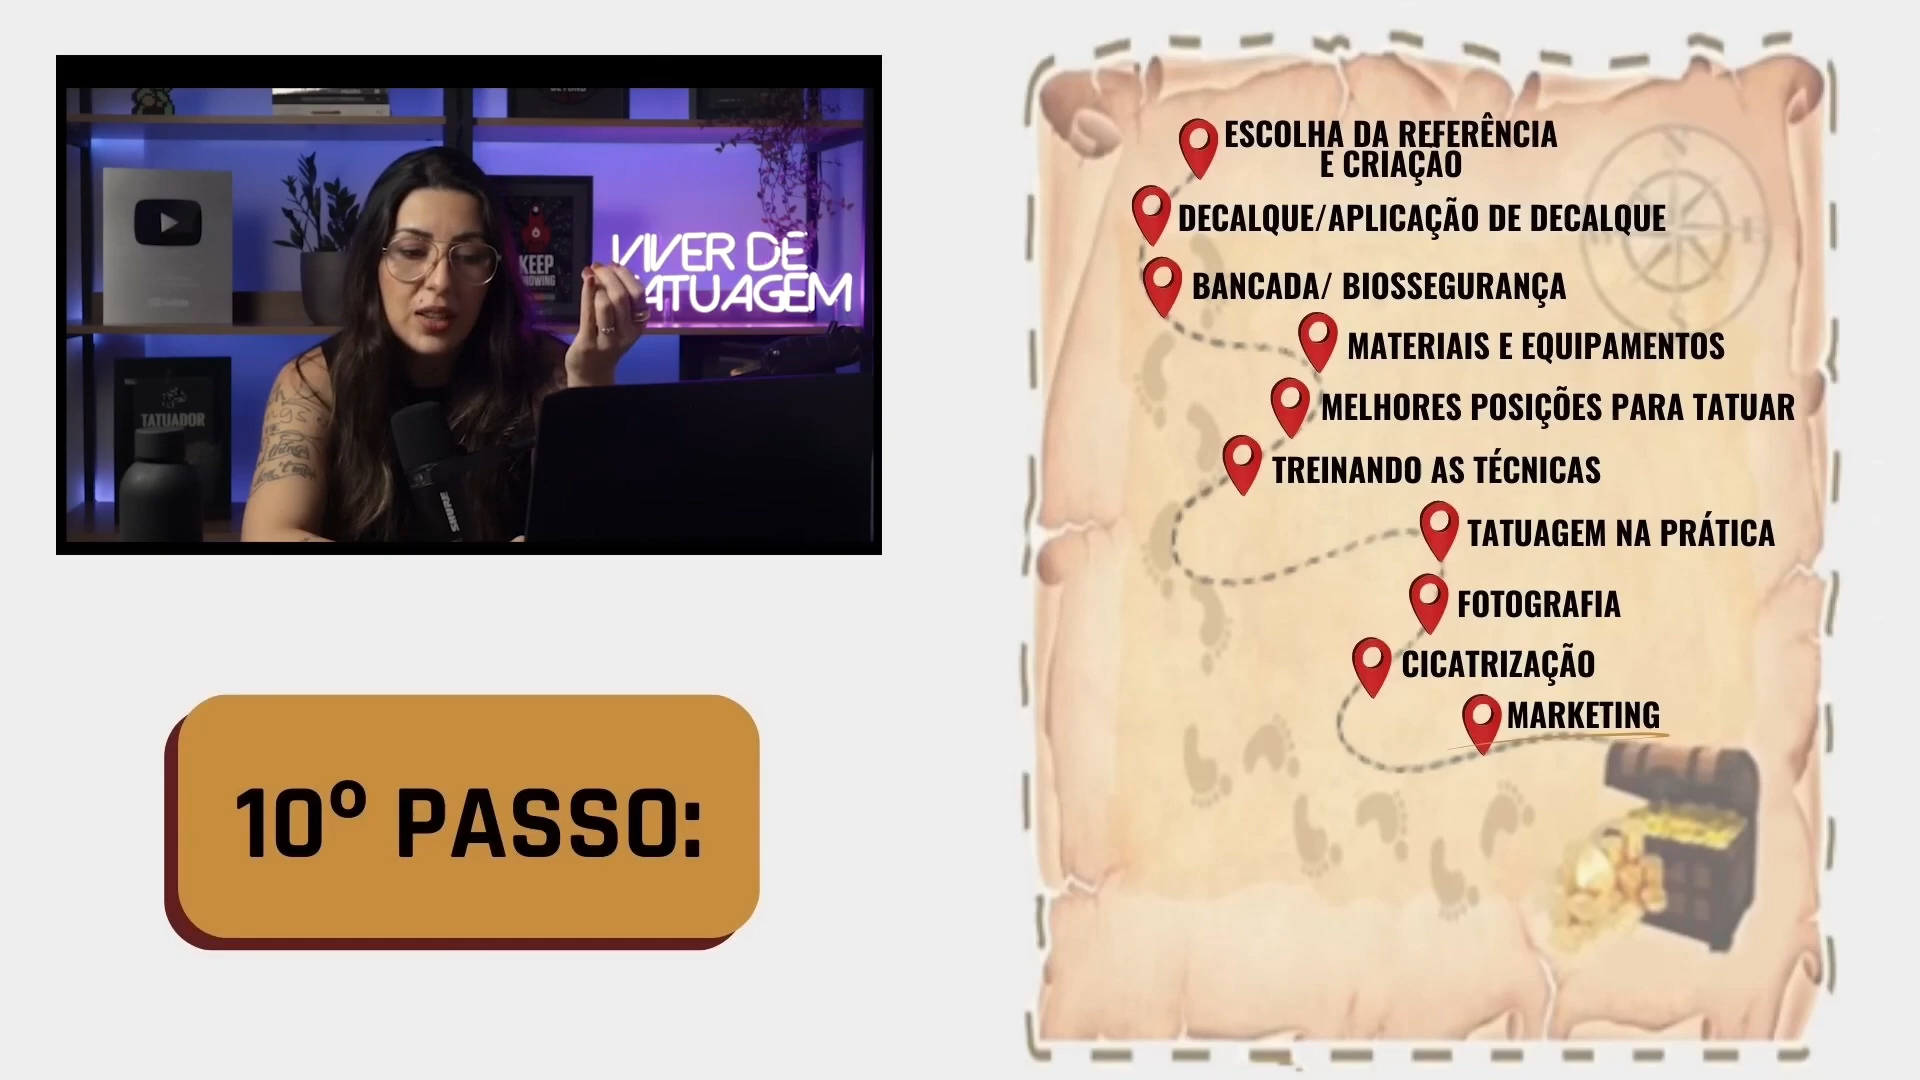 VIVER DE
TATUAGEM
KEEP
TATUADOR
SHURE
10º PASSO:
ESCOLHA DA REFERÊNCIA
E CRIAÇÃO
DECALQUE/APLICAÇÃO DE DECALQUE
BANCADA/ BIOSSEGURANÇA
MATERIAIS E EQUIPAMENTOS
MELHORES POSIÇÕES PARA TATUAR
TREINANDO AS TÉCNICAS
TATUAGEM NA PRÁTICA
FOTOGRAFIA
CICATRIZAÇÃO
MARKETING
N